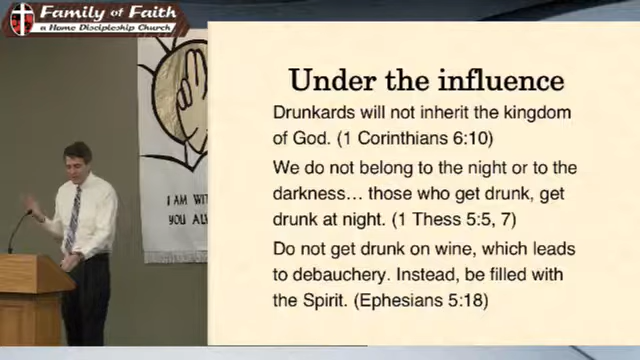 Family of Faith
a Home Discipleship Church
Under the influence
Drunkards will not inherit the kingdom
of God. (1 Corinthians 6:10)
We do not belong to the night or to the
darkness… those who get drunk, get
drunk at night. (1 Thess 5:5, 7)
Do not get drunk on wine, which leads
to debauchery. Instead, be filled with
the Spirit. (Ephesians 5:18)
I AM WIT
YOU AL